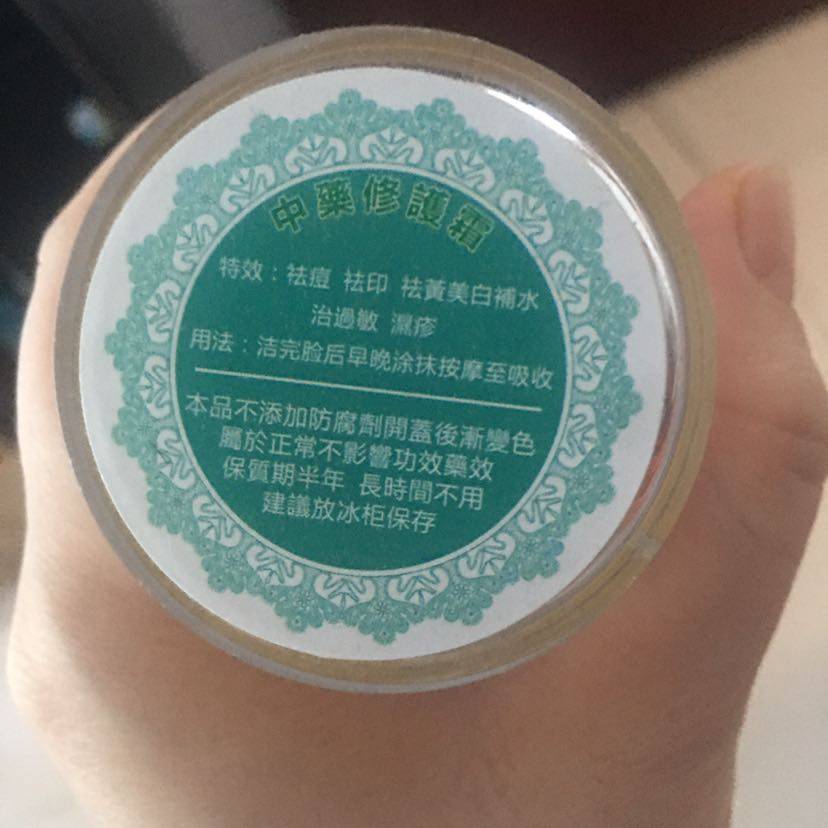 中藥修護霜
特效：祛痘 祛印 祛黃美白補水
治過敏 濕疹
用法：洁完脸后早晚涂抹按摩至吸收
本品不添加防腐劑開蓋後漸變色
屬於正常不影響功效藥效
保質期半年 長時間不用
建議放冰柜保存